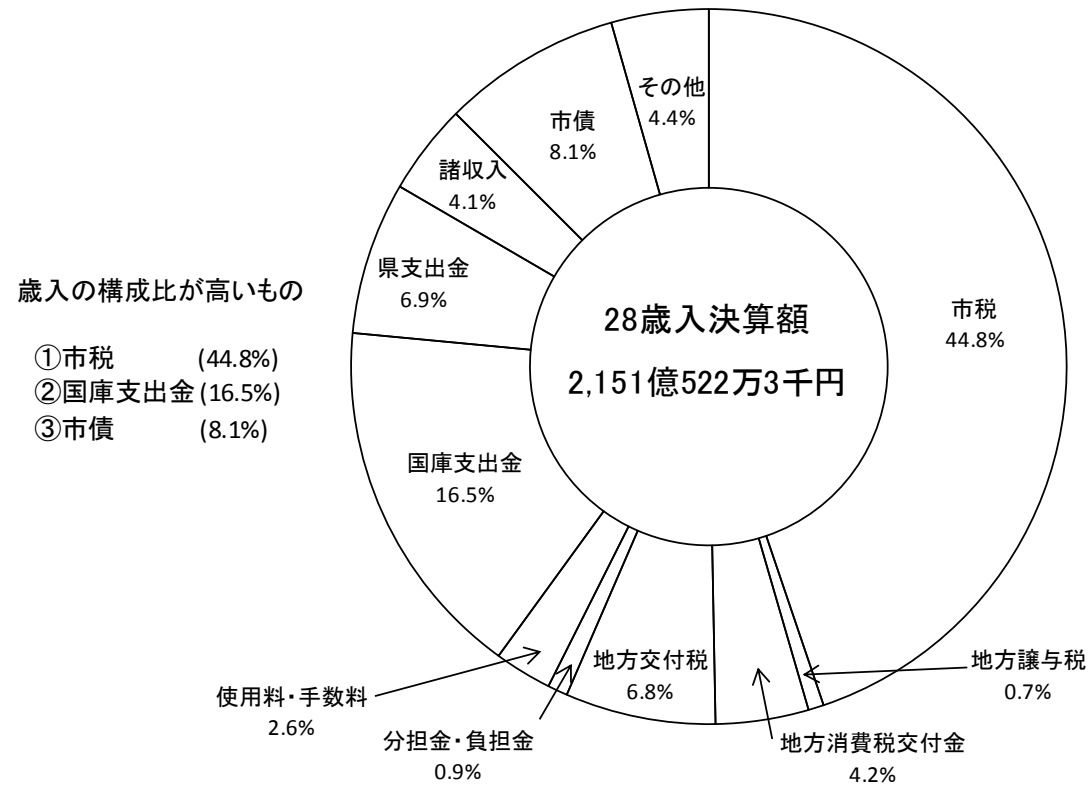 その他
4.4%
市債
8.1%
諸収入
4.1%
県支出金
6.9%
歳入の構成比が高いもの
①市税 (44.8%)
②国庫支出金 (16.5%)
③市債 (8.1%)
28歳入決算額
2,151億522万3千円
市税
44.8%
国庫支出金
16.5%
地方交付税
6.8%
地方譲与税
0.7%
使用料・手数料
2.6%
分担金・負担金
0.9%
地方消費税交付金
4.2%